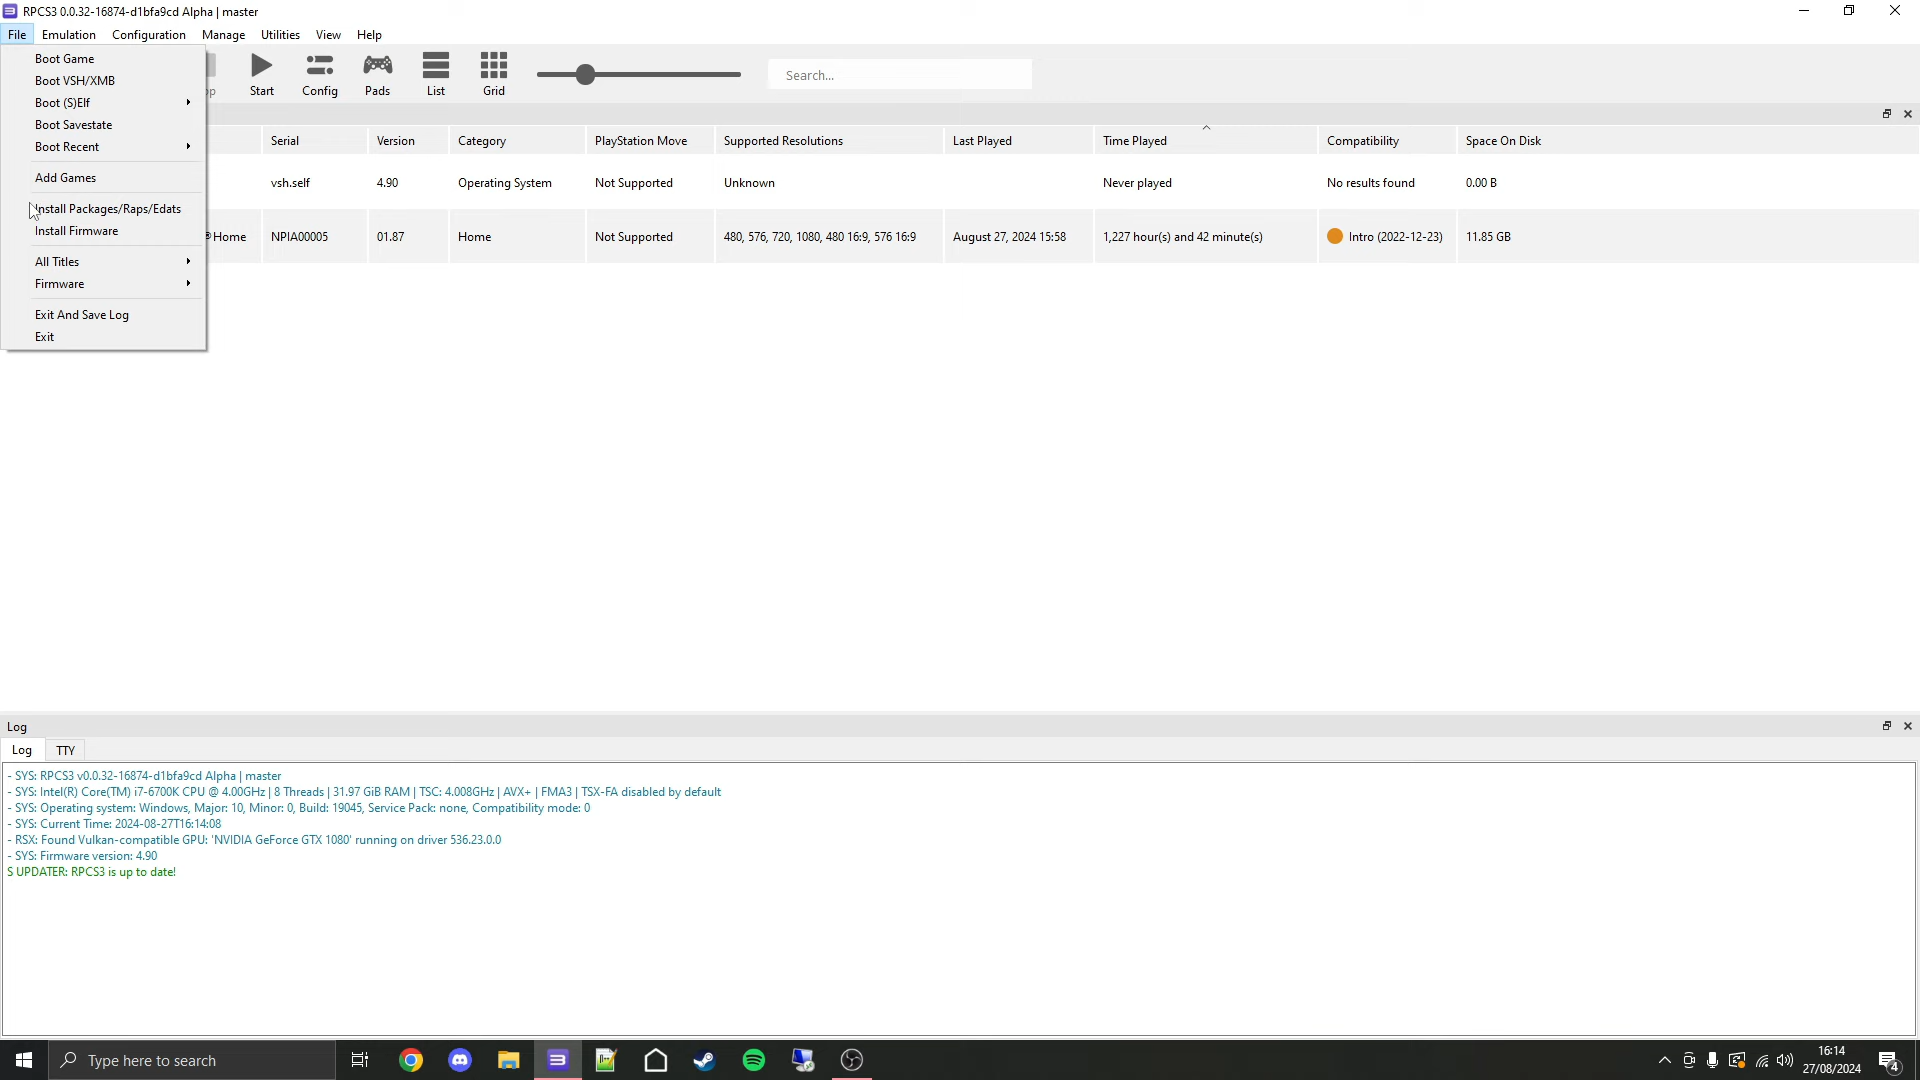 RPCS3 0.0.32-16874-d1bfa9cd Alpha | master
File Emulation Configuration Manage Utilities View Help
Boot Game
Boot VSH/XMB
Boot (S)Elf
Boot Savestate
Boot Recent
Add Games
Install Packages/Raps/Edats
Install Firmware
All Titles
Firmware
Exit And Save Log
Exit
Start Config Pads List Grid Search...
Serial Version Category PlayStation Move Supported Resolutions Last Played Time Played Compatibility Space On Disk
vsh.self 4.90 Operating System Not Supported Unknown Never played No results found 0.00 B
®Home NPIA00005 01.87 Home Not Supported 480, 576, 720, 1080, 480 16:9, 576 16:9 August 27, 2024 15:58 1,227 hour(s) and 42 minute(s) Intro (2022-12-23) 11.85 GB
Log
Log TTY
- SYS: RPCS3 v0.0.32-16874-d1bfa9cd Alpha | master
- SYS: Intel(R) Core(TM) i7-6700K CPU @ 4.00GHz | 8 Threads | 31.97 GiB RAM | TSC: 4.008GHz | AVX+ | FMA3 | TSX-FA disabled by default
- SYS: Operating system: Windows, Major: 10, Minor: 0, Build: 19045, Service Pack: none, Compatibility mode: 0
- SYS: Current Time: 2024-08-27T16:14:08
- RSX: Found Vulkan-compatible GPU: 'NVIDIA GeForce GTX 1080' running on driver 536.23.0.0
- SYS: Firmware version: 4.90
S UPDATER: RPCS3 is up to date!
Type here to search
16:14
27/08/2024
4